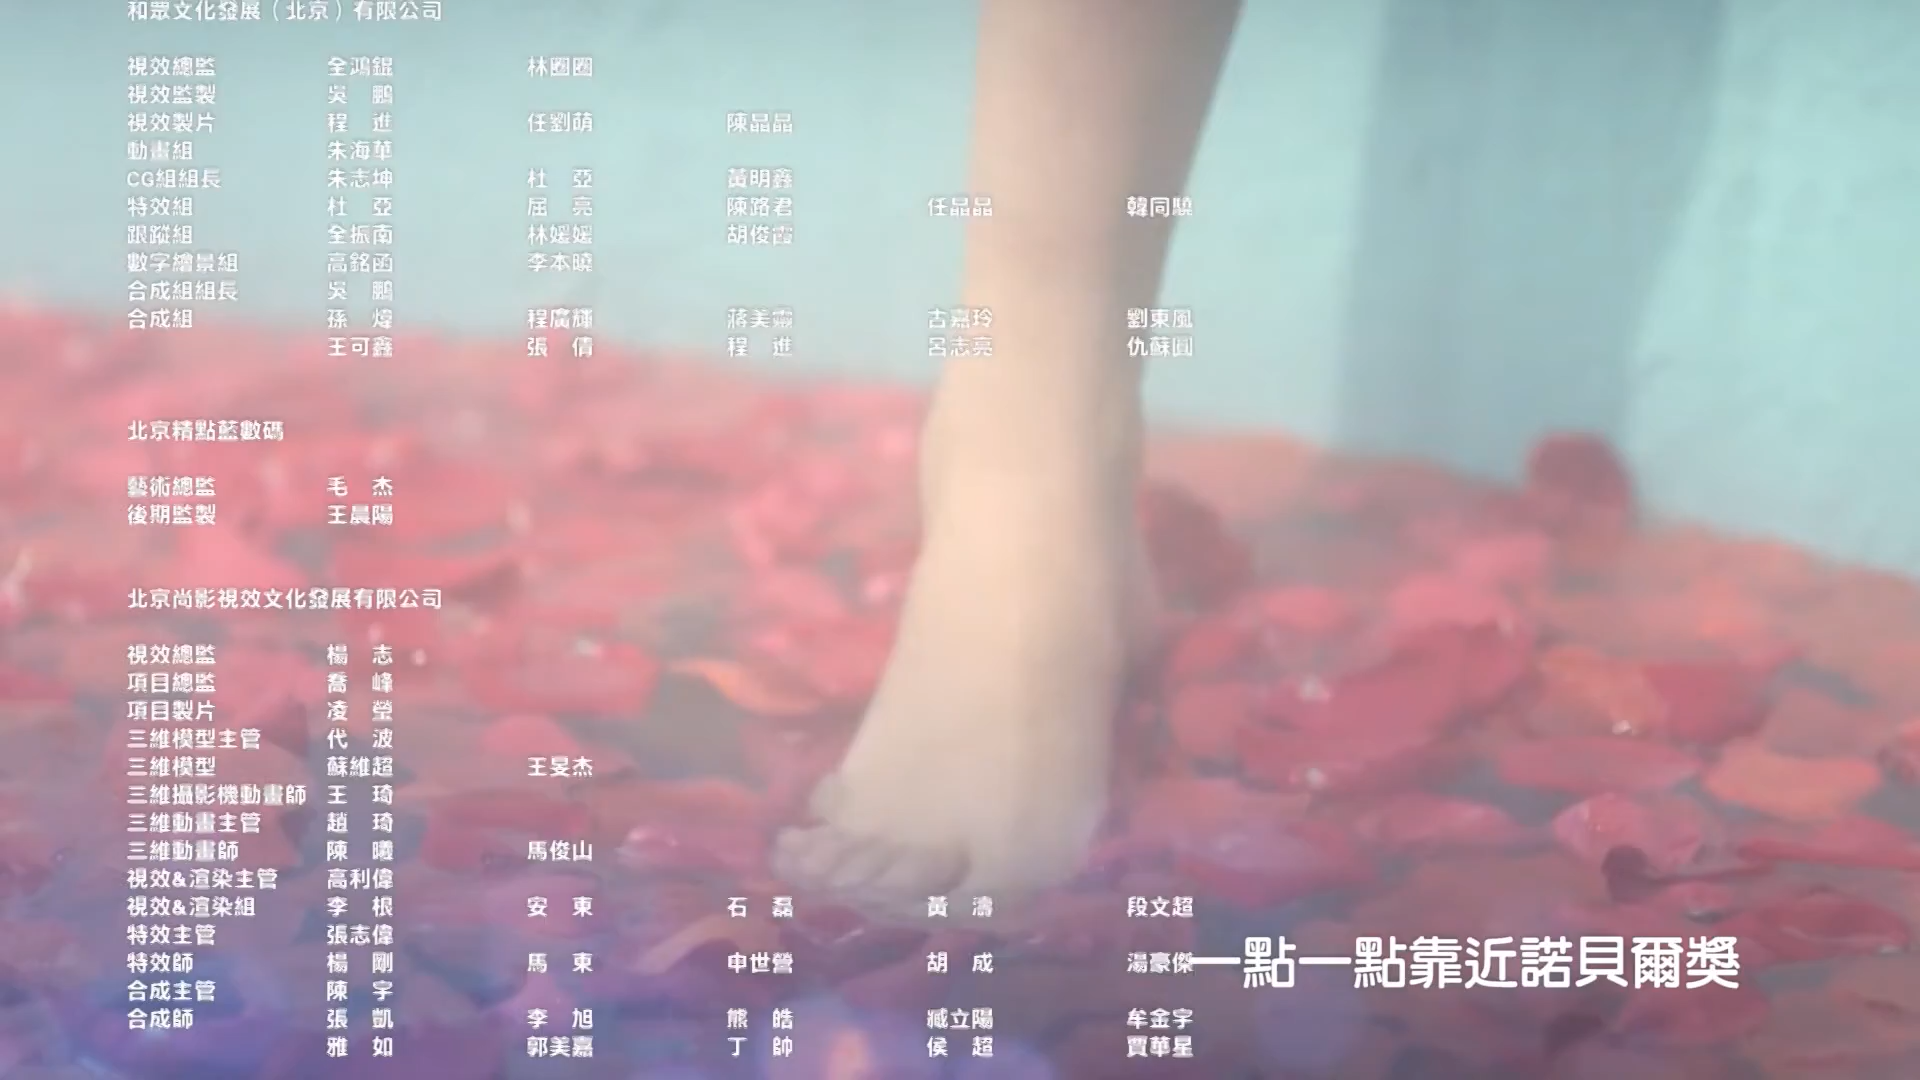 和眾文化發展（北京）有限公司
視效總監 全鴻錕 林圈圈
視效監製 吳 鵬
視效製片 程 進 任劉萌 陳晶晶
動畫組 朱海華
CG組組長 朱志坤 杜 亞 黃明鑫
特效組 杜 亞 屈 亮 陳路君 任晶晶 韓同驍
跟蹤組 全振南 林媛媛 胡俊霞
數字繪景組 高銘函 李本曉
合成組組長 吳 鵬
合成組 孫 煒 程廣輝 蔣美霖 古嘉玲 劉東風
王可鑫 張 倩 程 進 呂志亮 仇蘇圓
北京精點藍數碼
藝術總監 毛 杰
後期監製 王晨陽
北京尚影視效文化發展有限公司
視效總監 楊 志
項目總監 喬 峰
項目製片 凌 瑩
三維模型主管 代 波
三維模型 蘇維超 王旻杰
三維攝影機動畫師 王 琦
三維動畫主管 趙 琦
三維動畫師 陳 曦 馬俊山
視效&渲染主管 高利偉
視效&渲染組 李 根 安 東 石 磊 黃 濤 段文超
特效主管 張志偉
特效師 楊 剛 馬 東 申世營 胡 成 湯豪傑
一點一點靠近諾貝爾獎
合成主管 陳 宇
合成師 張 凱 李 旭 熊 皓 臧立陽 牟金宇
雅 如 郭美嘉 丁 帥 侯 超 賈華星